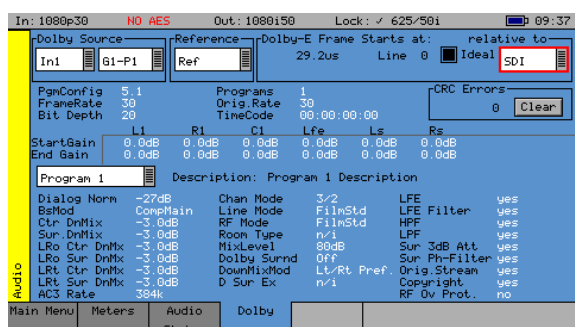 In: 1080p30 NO AES Out: 1080i50 Lock: ✓ 625/50i 09:37
Dolby Source Reference Dolby-E Frame Starts at: relative to
In1 G1-P1 Ref 29.2us Line 0 Ideal SDI
PgmConfig 5.1 Programs 1 CRC Errors
FrameRate 30 Orig.Rate 30 0 Clear
Bit Depth 20 TimeCode 00:00:00:00
L1 R1 C1 Lfe Ls Rs
StartGain 0.0dB 0.0dB 0.0dB 0.0dB 0.0dB 0.0dB
End Gain 0.0dB 0.0dB 0.0dB 0.0dB 0.0dB 0.0dB
Program 1 Description: Program 1 Description
Dialog Norm -27dB Chan Mode 3/2 LFE yes
BsMod CompMain Line Mode FilmStd LFE Filter yes
Ctr DnMix -3.0dB RF Mode FilmStd HPF yes
Sur.DnMix -3.0dB Room Type n/i LPF yes
LRo Ctr DnMx -3.0dB MixLevel 80dB Sur 3dB Att yes
LRo Sur DnMx -3.0dB Dolby Surnd Off Sur Ph-Filter yes
LRt Ctr DnMx -3.0dB DownMixMod Lt/Rt Pref. Orig.Stream yes
LRt Sur DnMx -3.0dB D Sur Ex n/i Copyright yes
AC3 Rate 384k RF Ov Prot. no
Audio
Main Menu Meters Audio Dolby